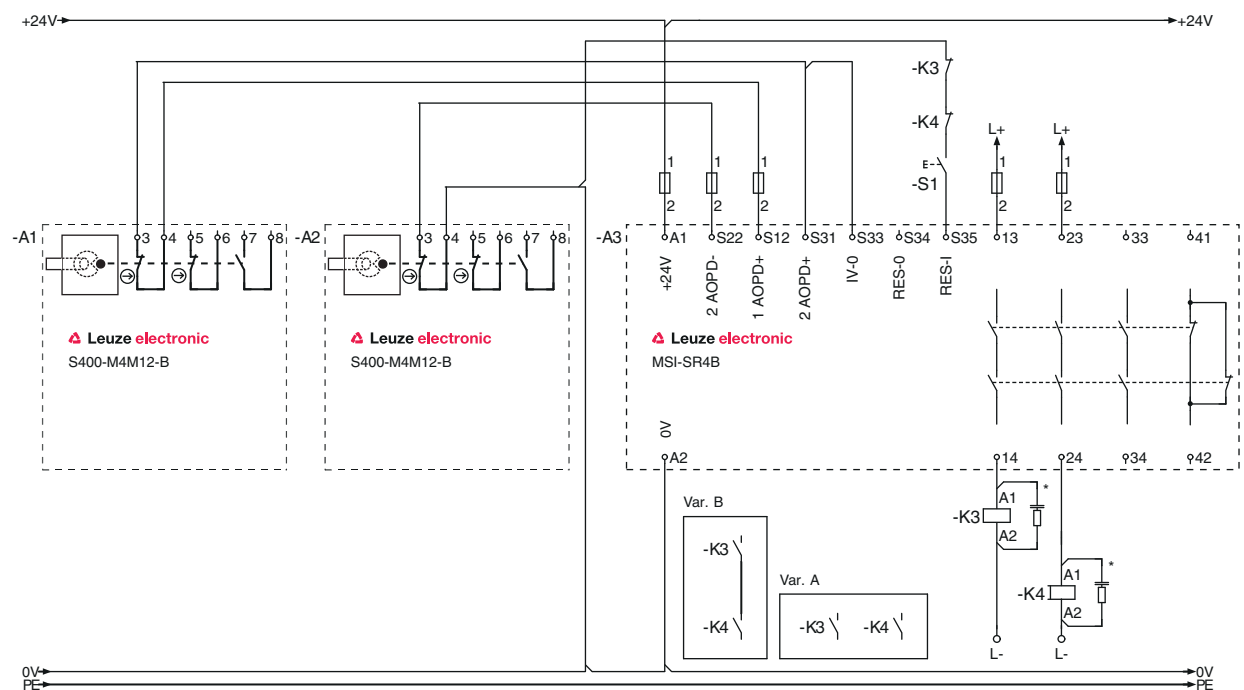 +24V +24V
-K3
-K4
L+ L+
E--
-S1
1 1 1 1 1
2 2 2 2 2
-A1 3 4 5 6 7 8
-A2 3 4 5 6 7 8
-A3 A1 S22 S12 S31 S33 S34 S35 13 23 33 41
+24V
2 AOPD-
1 AOPD+
2 AOPD+
IV-0
RES-0
RES-I
Leuze electronic
S400-M4M12-B
Leuze electronic
S400-M4M12-B
Leuze electronic
MSI-SR4B
0V
A2 14 24 34 42
-K3 A1 *
A2
-K4 A1 *
A2
L- L-
Var. B
-K3
-K4
Var. A
-K3 -K4
0V 0V
PE PE